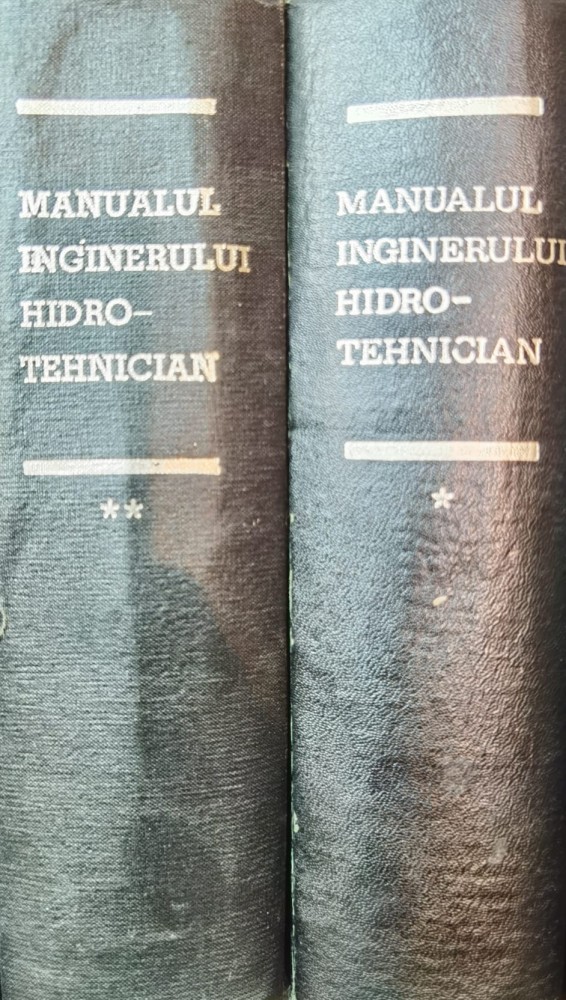 MANUALUL
INGINERULUI
HIDRO-
TEHNICIAN
**
MANUALUL
INGINERULUI
HIDRO-
TEHNICIAN
*